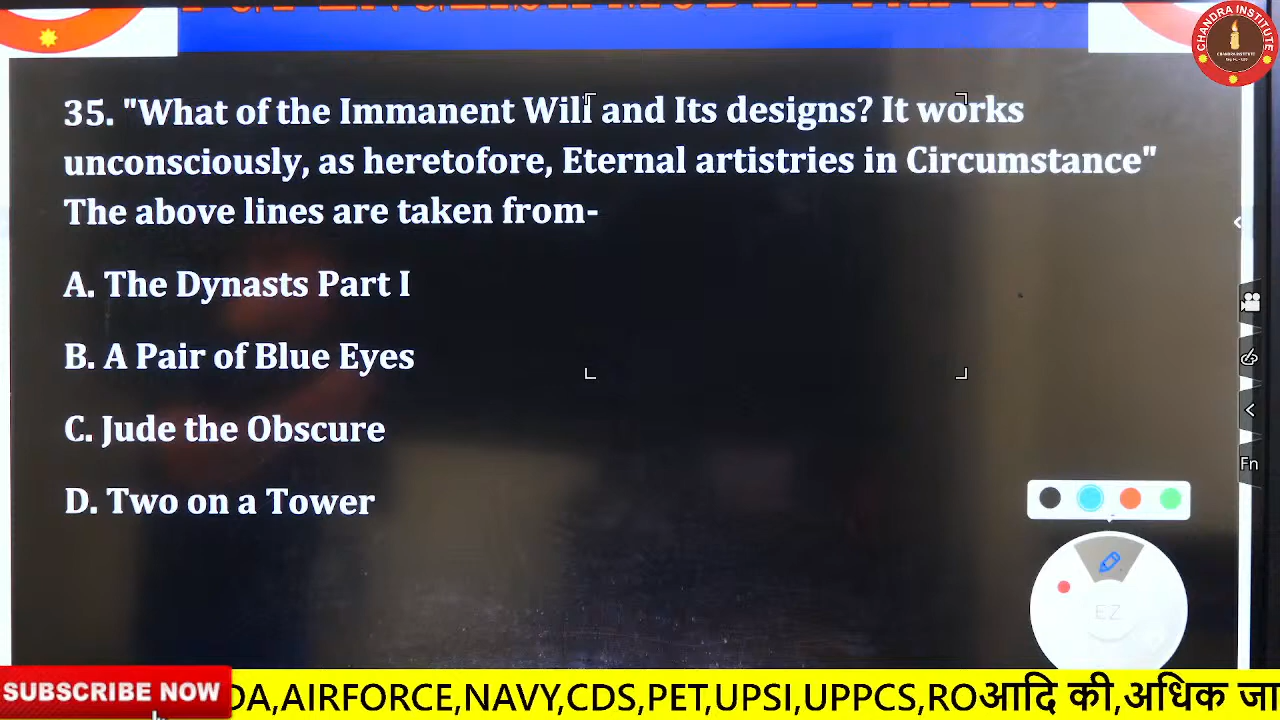 CHANDRA INSTITUTE
35. "What of the Immanent Will and Its designs? It works
unconsciously, as heretofore, Eternal artistries in Circumstance"
The above lines are taken from-
A. The Dynasts Part I
B. A Pair of Blue Eyes
C. Jude the Obscure
D. Two on a Tower
Fn
EZ
SUBSCRIBE NOW
DA,AIRFORCE,NAVY,CDS,PET,UPSI,UPPCS,ROआदि की,अधिक जा